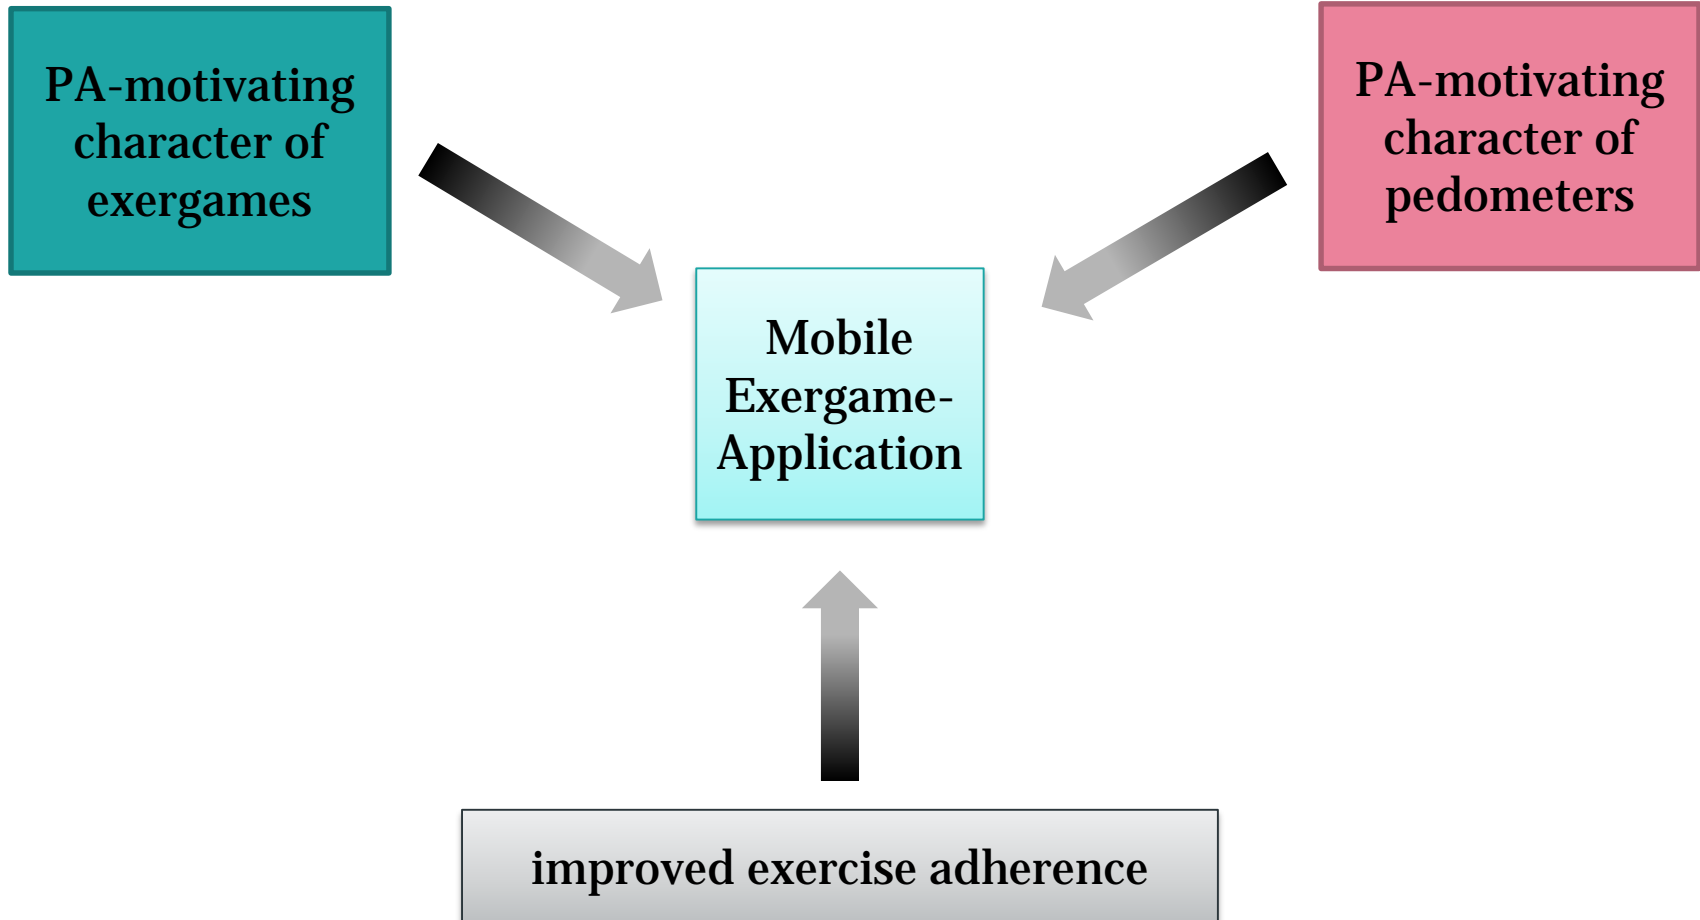 PA-motivating
character of
exergames
PA-motivating
character of
pedometers
Mobile
Exergame-
Application
improved exercise adherence